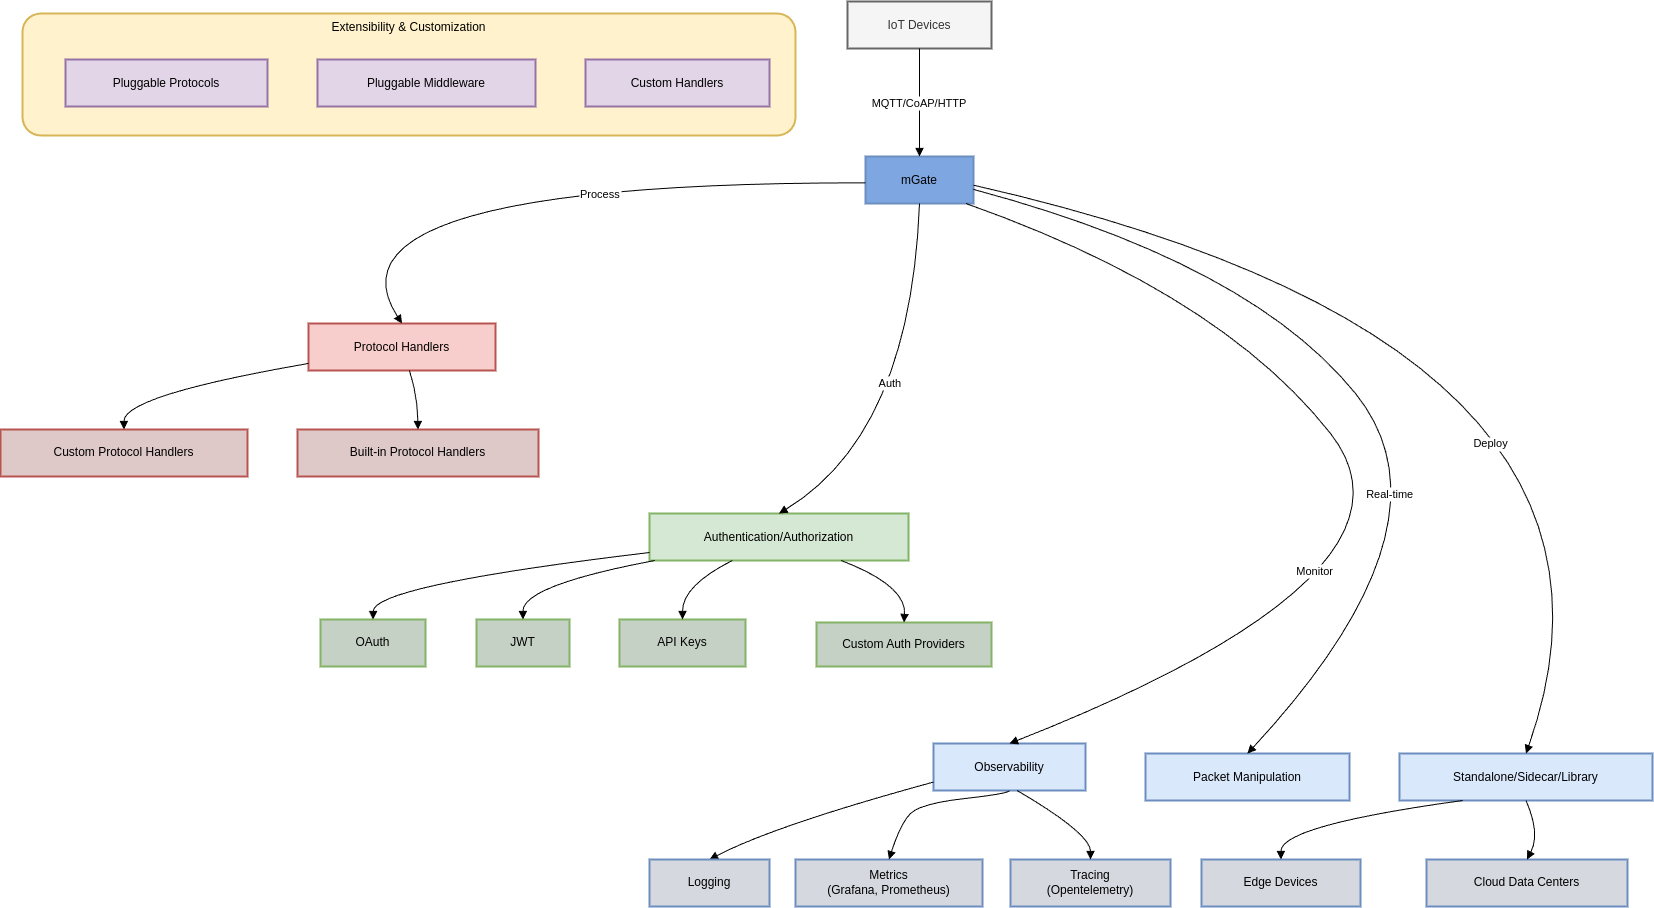 Extensibility & Customization
Pluggable Protocols
Pluggable Middleware
Custom Handlers
IoT Devices
MQTT/CoAP/HTTP
mGate
Process
Protocol Handlers
Custom Protocol Handlers
Built-in Protocol Handlers
Auth
Deploy
Real-time
Monitor
Authentication/Authorization
OAuth
JWT
API Keys
Custom Auth Providers
Observability
Packet Manipulation
Standalone/Sidecar/Library
Logging
Metrics
(Grafana, Prometheus)
Tracing
(Opentelemetry)
Edge Devices
Cloud Data Centers